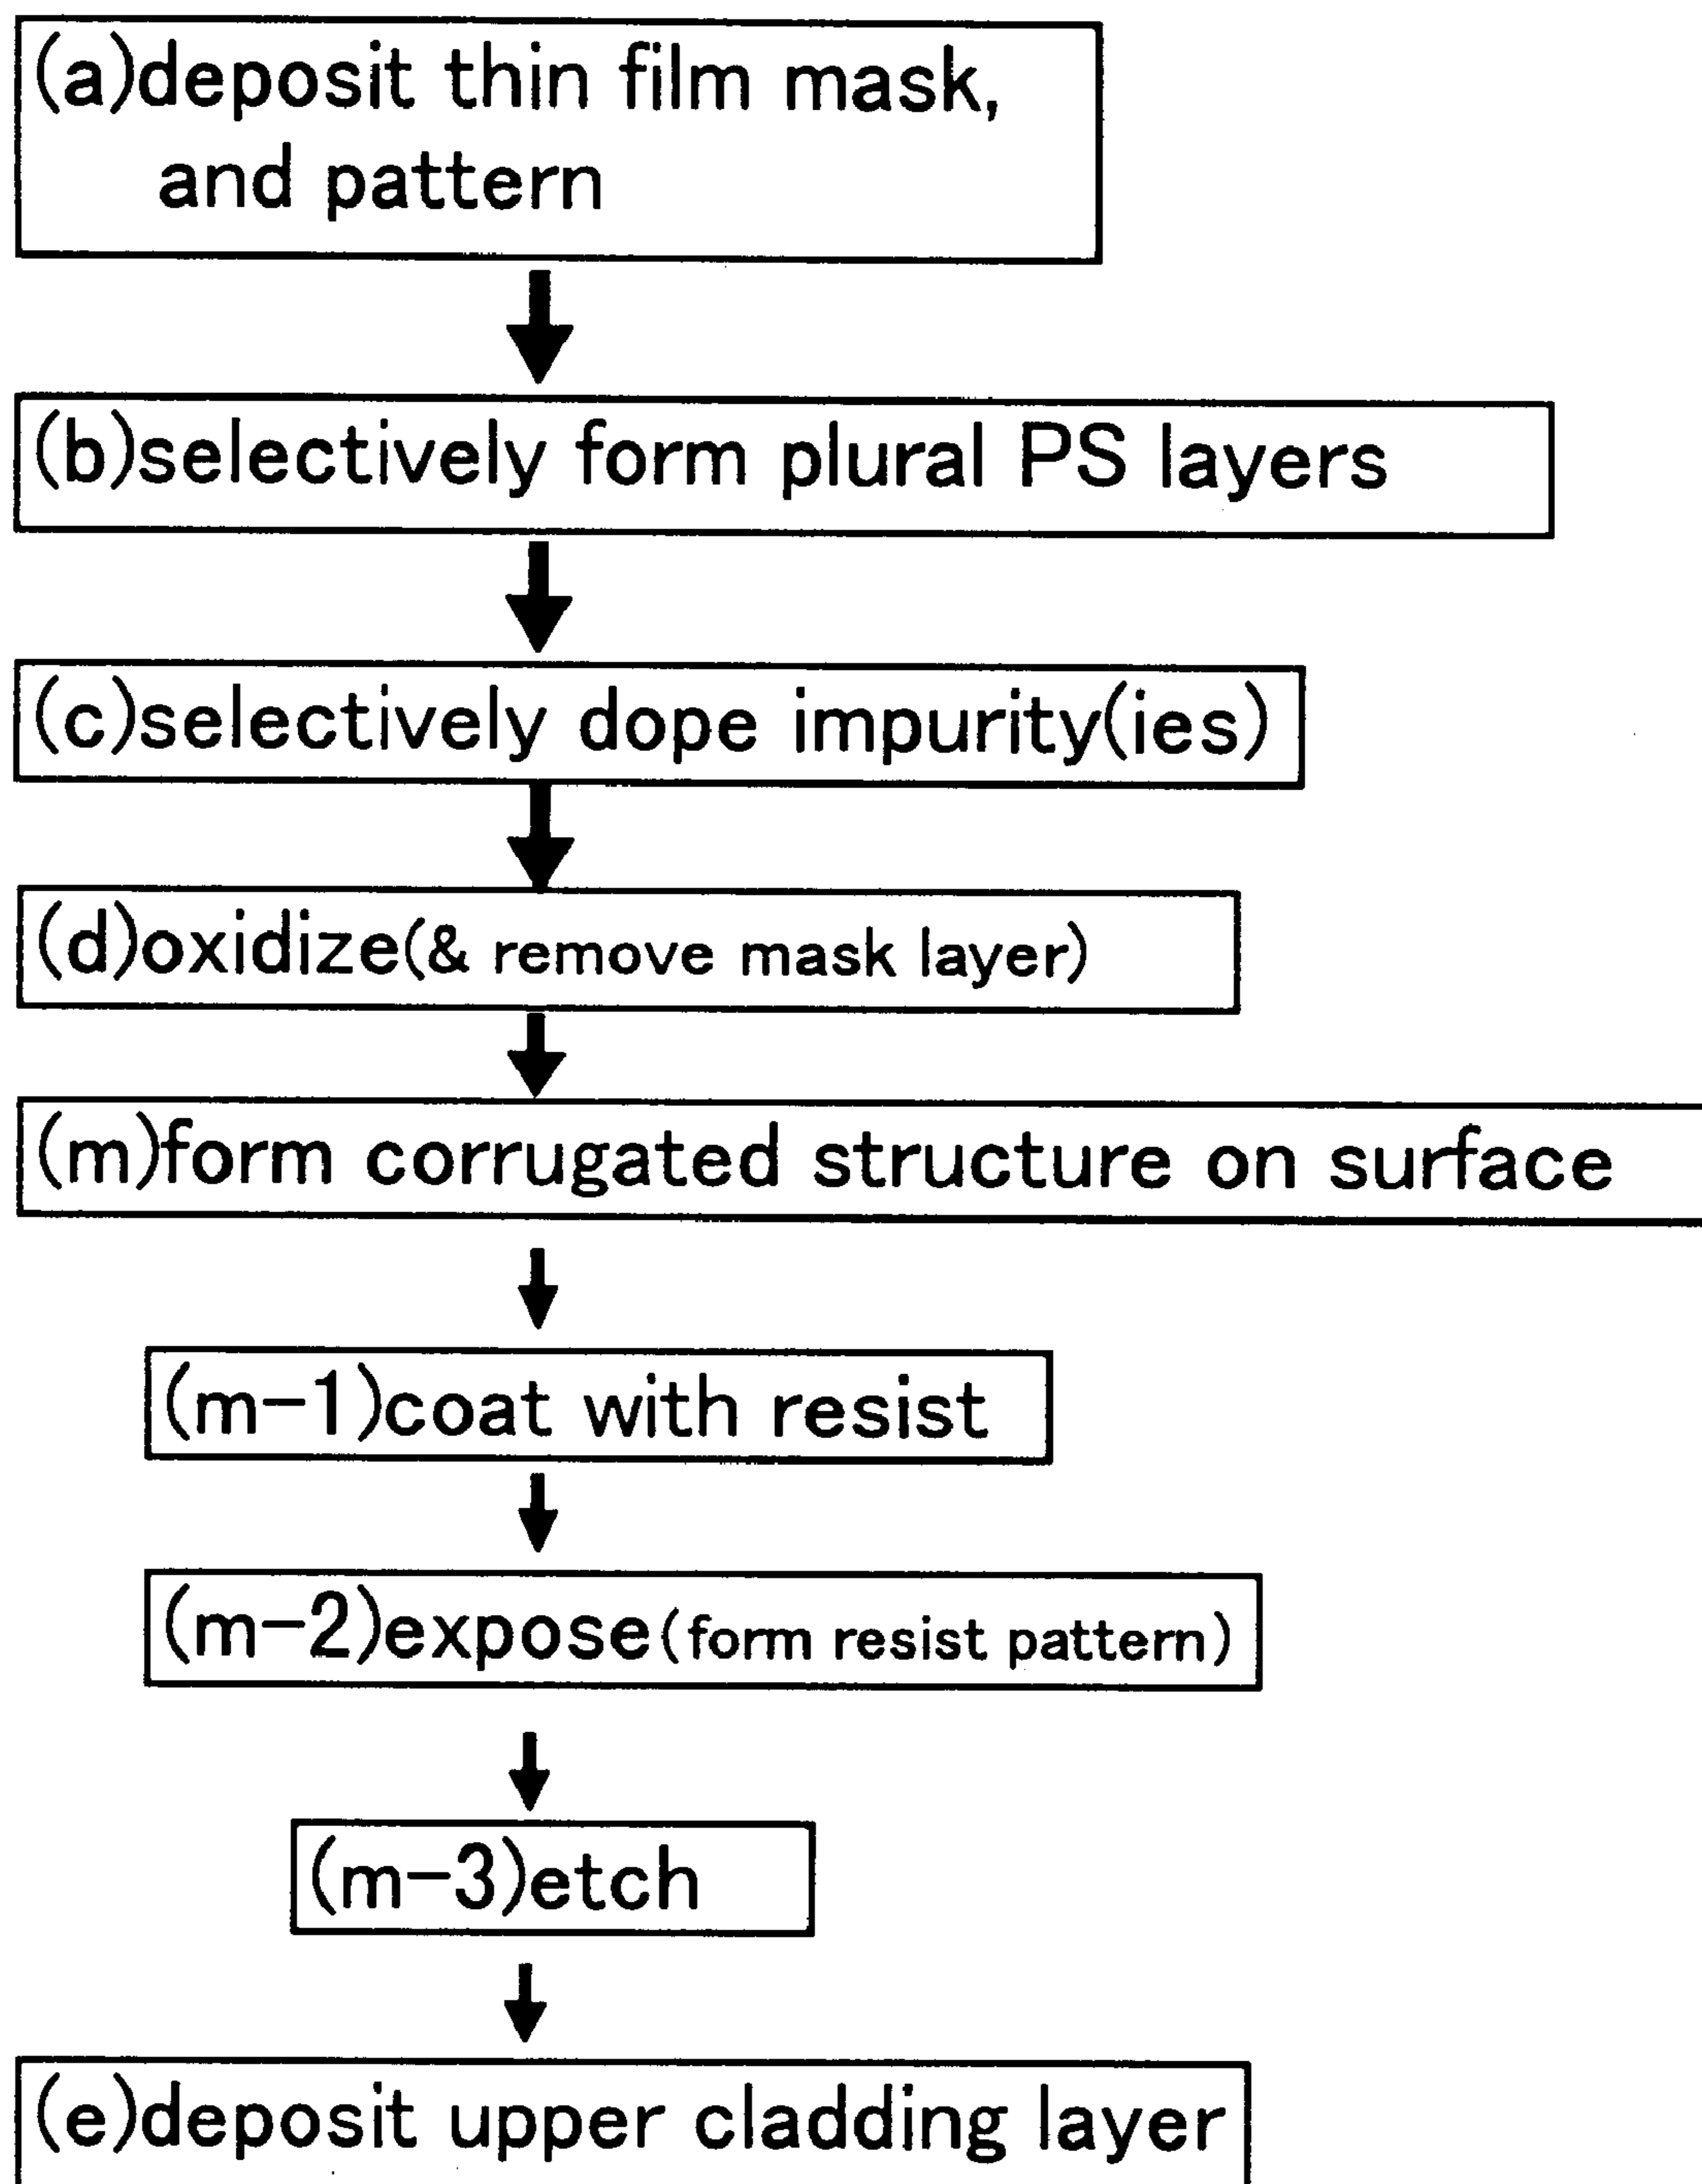 (a)deposit thin film mask,
and pattern
(b)selectively form plural PS layers
(c)selectively dope impurity(ies)
(d)oxidize(& remove mask layer)
(m)form corrugated structure on surface
(m-1)coat with resist
(m-2)expose(form resist pattern)
(m-3)etch
(e)deposit upper cladding layer